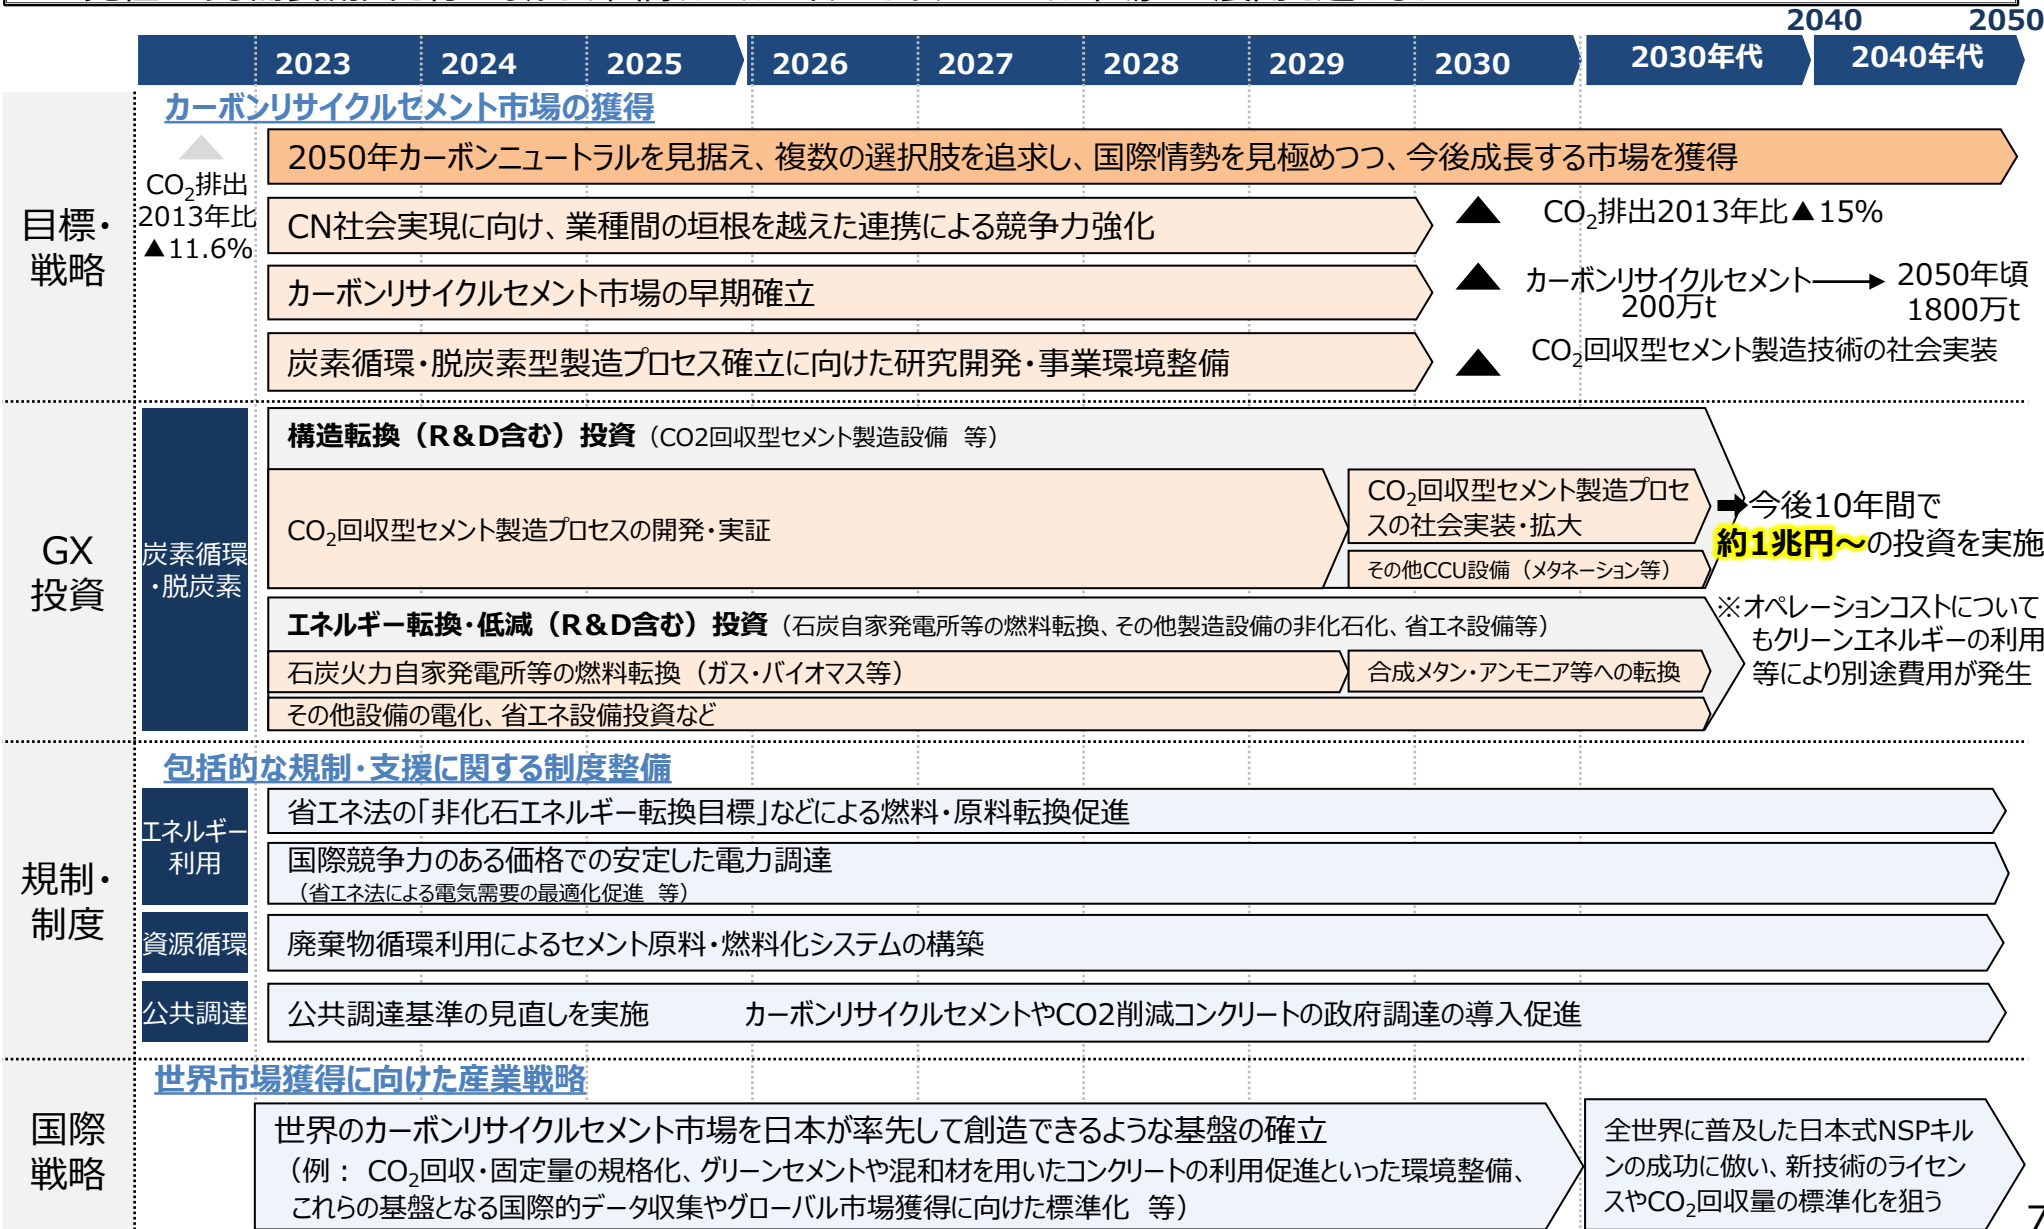 2040 2050
2023 2024 2025 2026 2027 2028 2029 2030 2030年代 2040年代
目標・
戦略
カーボンリサイクルセメント市場の獲得
CO2排出
2013年比
▲11.6%
2050年カーボンニュートラルを見据え、複数の選択肢を追求し、国際情勢を見極めつつ、今後成長する市場を獲得
CN社会実現に向け、業種間の垣根を越えた連携による競争力強化
CO2排出2013年比▲15%
カーボンリサイクルセメント市場の早期確立
カーボンリサイクルセメント
200万t
2050年頃
1800万t
炭素循環・脱炭素型製造プロセス確立に向けた研究開発・事業環境整備
CO2回収型セメント製造技術の社会実装
GX
投資
炭素循環
・脱炭素
構造転換（R＆D含む）投資（CO2回収型セメント製造設備 等）
CO2回収型セメント製造プロセスの開発・実証
CO2回収型セメント製造プロセ
スの社会実装・拡大
その他CCU設備（メタネーション等）
エネルギー転換・低減（R＆D含む）投資（石炭自家発電所等の燃料転換、その他製造設備の非化石化、省エネ設備等）
石炭火力自家発電所等の燃料転換（ガス・バイオマス等）
合成メタン・アンモニア等への転換
その他設備の電化、省エネ設備投資など
➡今後10年間で
約1兆円～の投資を実施
※オペレーションコストについて
もクリーンエネルギーの利用
等により別途費用が発生
規制・
制度
包括的な規制・支援に関する制度整備
エネルギー
利用
省エネ法の「非化石エネルギー転換目標」などによる燃料・原料転換促進
国際競争力のある価格での安定した電力調達
（省エネ法による電気需要の最適化促進 等）
資源循環
廃棄物循環利用によるセメント原料・燃料化システムの構築
公共調達
公共調達基準の見直しを実施 カーボンリサイクルセメントやCO2削減コンクリートの政府調達の導入促進
国際
戦略
世界市場獲得に向けた産業戦略
世界のカーボンリサイクルセメント市場を日本が率先して創造できるような基盤の確立
（例： CO2回収・固定量の規格化、グリーンセメントや混和材を用いたコンクリートの利用促進といった環境整備、
これらの基盤となる国際的データ収集やグローバル市場獲得に向けた標準化 等）
全世界に普及した日本式NSPキル
ンの成功に倣い、新技術のライセン
スやCO2回収量の標準化を狙う